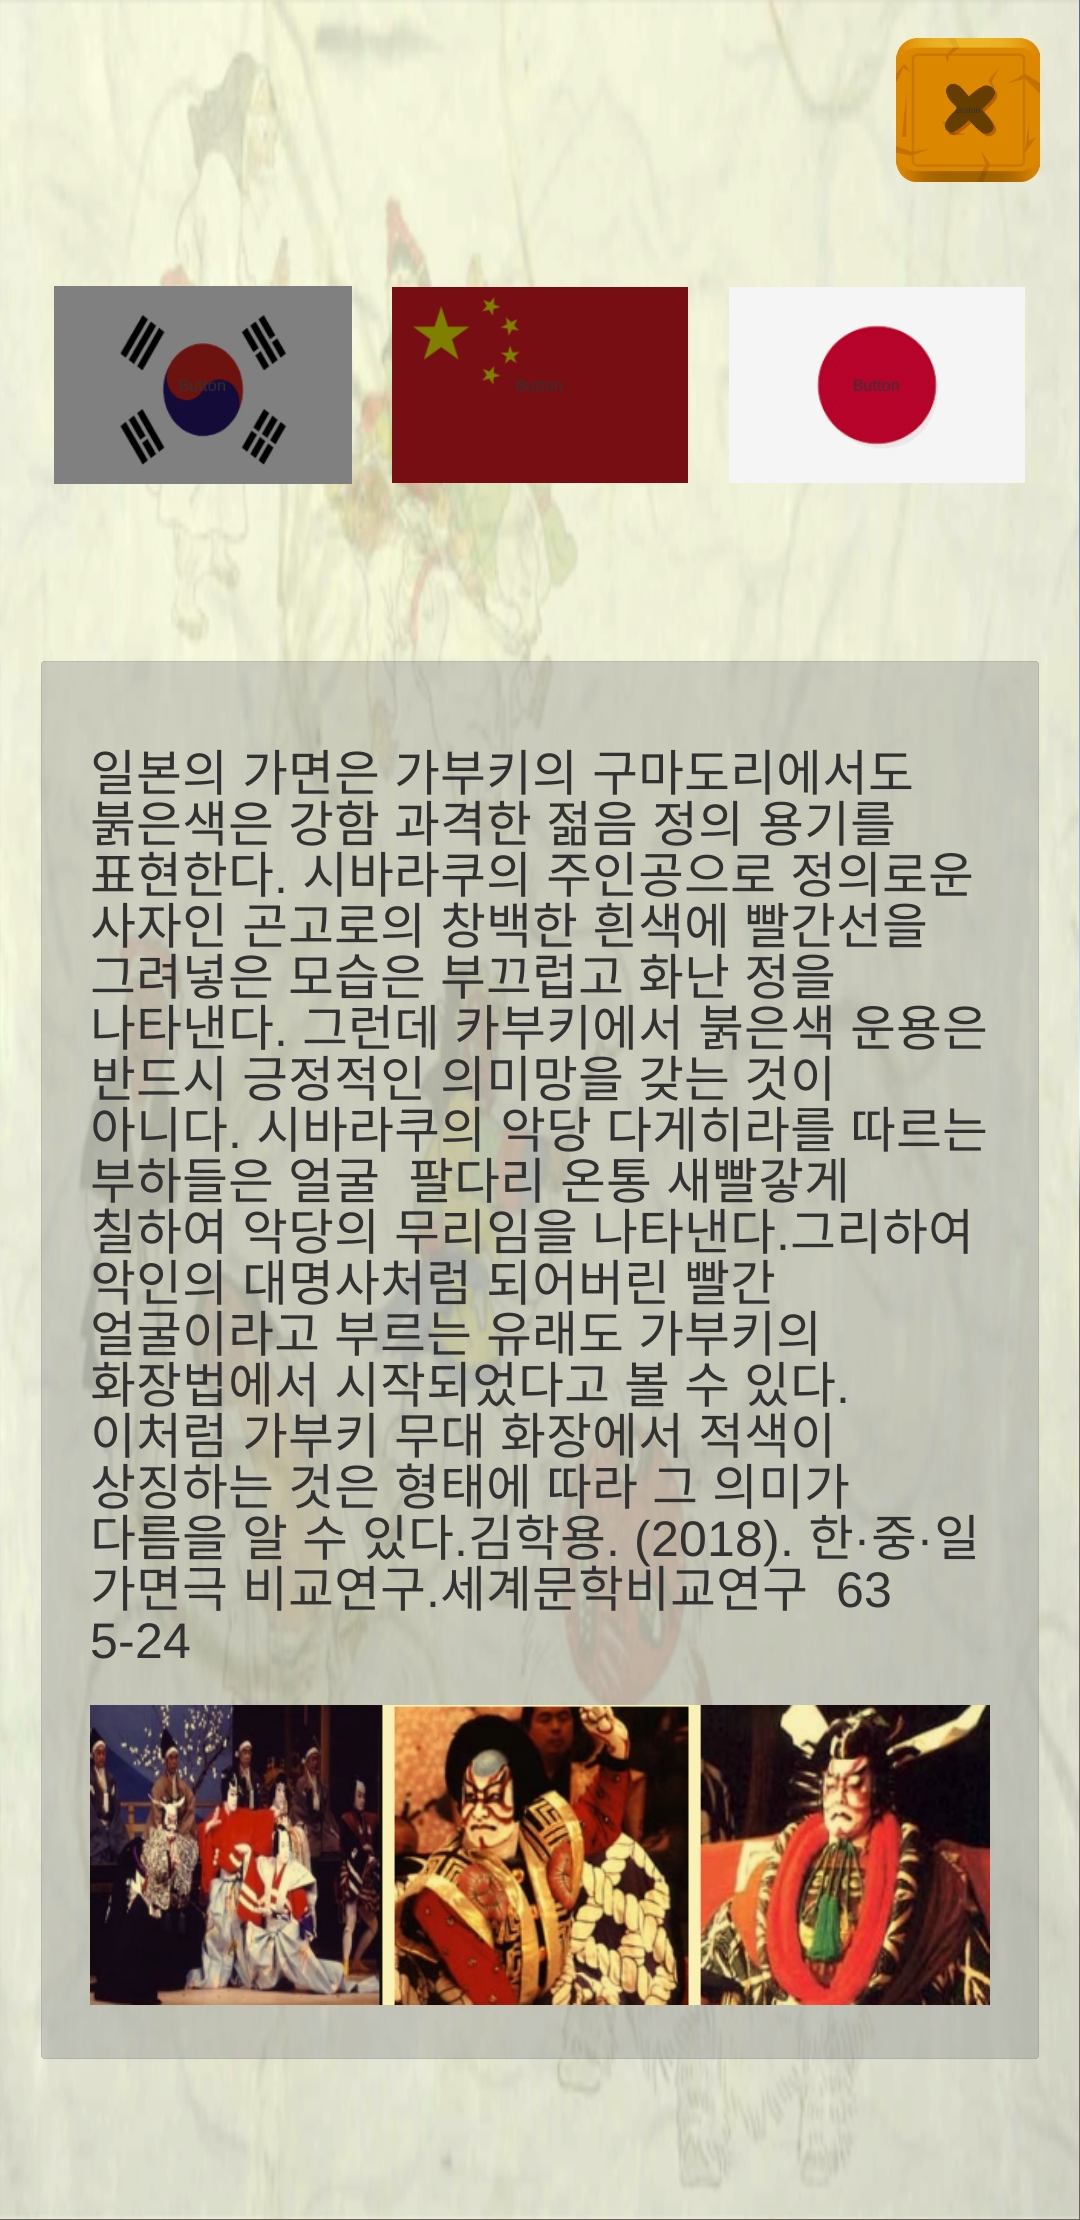 Button
Button
Button
일본의 가면은 가부키의 구마도리에서도
붉은색은 강함 과격한 젊음 정의 용기를
표현한다. 시바라쿠의 주인공으로 정의로운
사자인 곤고로의 창백한 흰색에 빨간선을
그려넣은 모습은 부끄럽고 화난 정을
나타낸다. 그런데 카부키에서 붉은색 운용은
반드시 긍정적인 의미망을 갖는 것이
아니다. 시바라쿠의 악당 다게히라를 따르는
부하들은 얼굴  팔다리 온통 새빨갛게
칠하여 악당의 무리임을 나타낸다.그리하여
악인의 대명사처럼 되어버린 빨간
얼굴이라고 부르는 유래도 가부키의
화장법에서 시작되었다고 볼 수 있다.
이처럼 가부키 무대 화장에서 적색이
상징하는 것은 형태에 따라 그 의미가
다름을 알 수 있다.김학용. (2018). 한·중·일
가면극 비교연구.세계문학비교연구  63
5-24